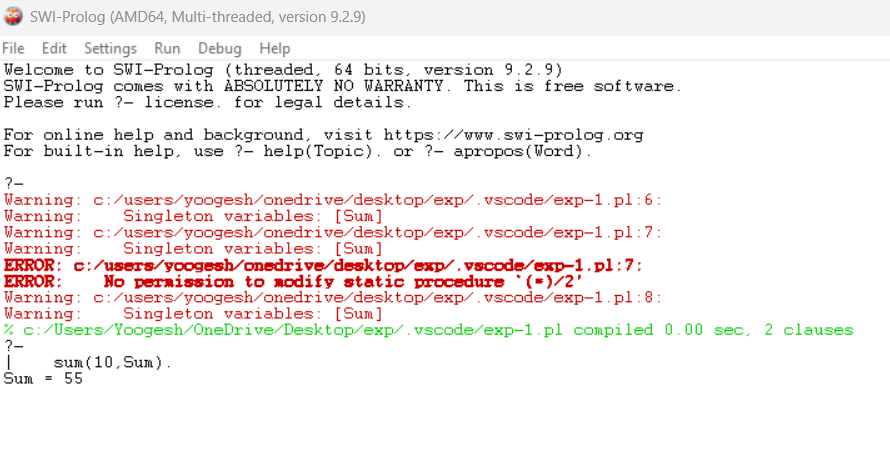 SWI-Prolog (AMD64, Multi-threaded, version 9.2.9)
File Edit Settings Run Debug Help
Welcome to SWI-Prolog (threaded, 64 bits, version 9.2.9)
SWI-Prolog comes with ABSOLUTELY NO WARRANTY. This is free software.
Please run ?- license. for legal details.
For online help and background, visit https://www.swi-prolog.org
For built-in help, use ?- help(Topic). or ?- apropos(Word).
?-
Warning: c:/users/yoogesh/onedrive/desktop/exp/.vscode/exp-1.pl:6:
Warning:    Singleton variables: [Sum]
Warning: c:/users/yoogesh/onedrive/desktop/exp/.vscode/exp-1.pl:7:
Warning:    Singleton variables: [Sum]
ERROR: c:/users/yoogesh/onedrive/desktop/exp/.vscode/exp-1.pl:7:
ERROR:    No permission to modify static procedure `(=)/2'
Warning: c:/users/yoogesh/onedrive/desktop/exp/.vscode/exp-1.pl:8:
Warning:    Singleton variables: [Sum]
% c:/Users/Yoogesh/OneDrive/Desktop/exp/.vscode/exp-1.pl compiled 0.00 sec, 2 clauses
?-
|    sum(10,Sum).
Sum = 55